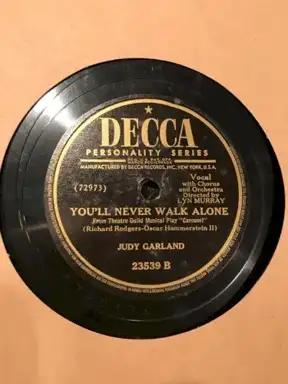 DECCA
PERSONALITY SERIES
MANUFACTURED BY DECCA RECORDS, INC., NEW YORK, U.S.A.
(72973)
Vocal
with Chorus
and Orchestra
Directed by
LYN MURRAY
YOU'LL NEVER WALK ALONE
From Theatre Guild Musical Play "Carousel"
(Richard Rodgers-Oscar Hammerstein II)
JUDY GARLAND
23539 B